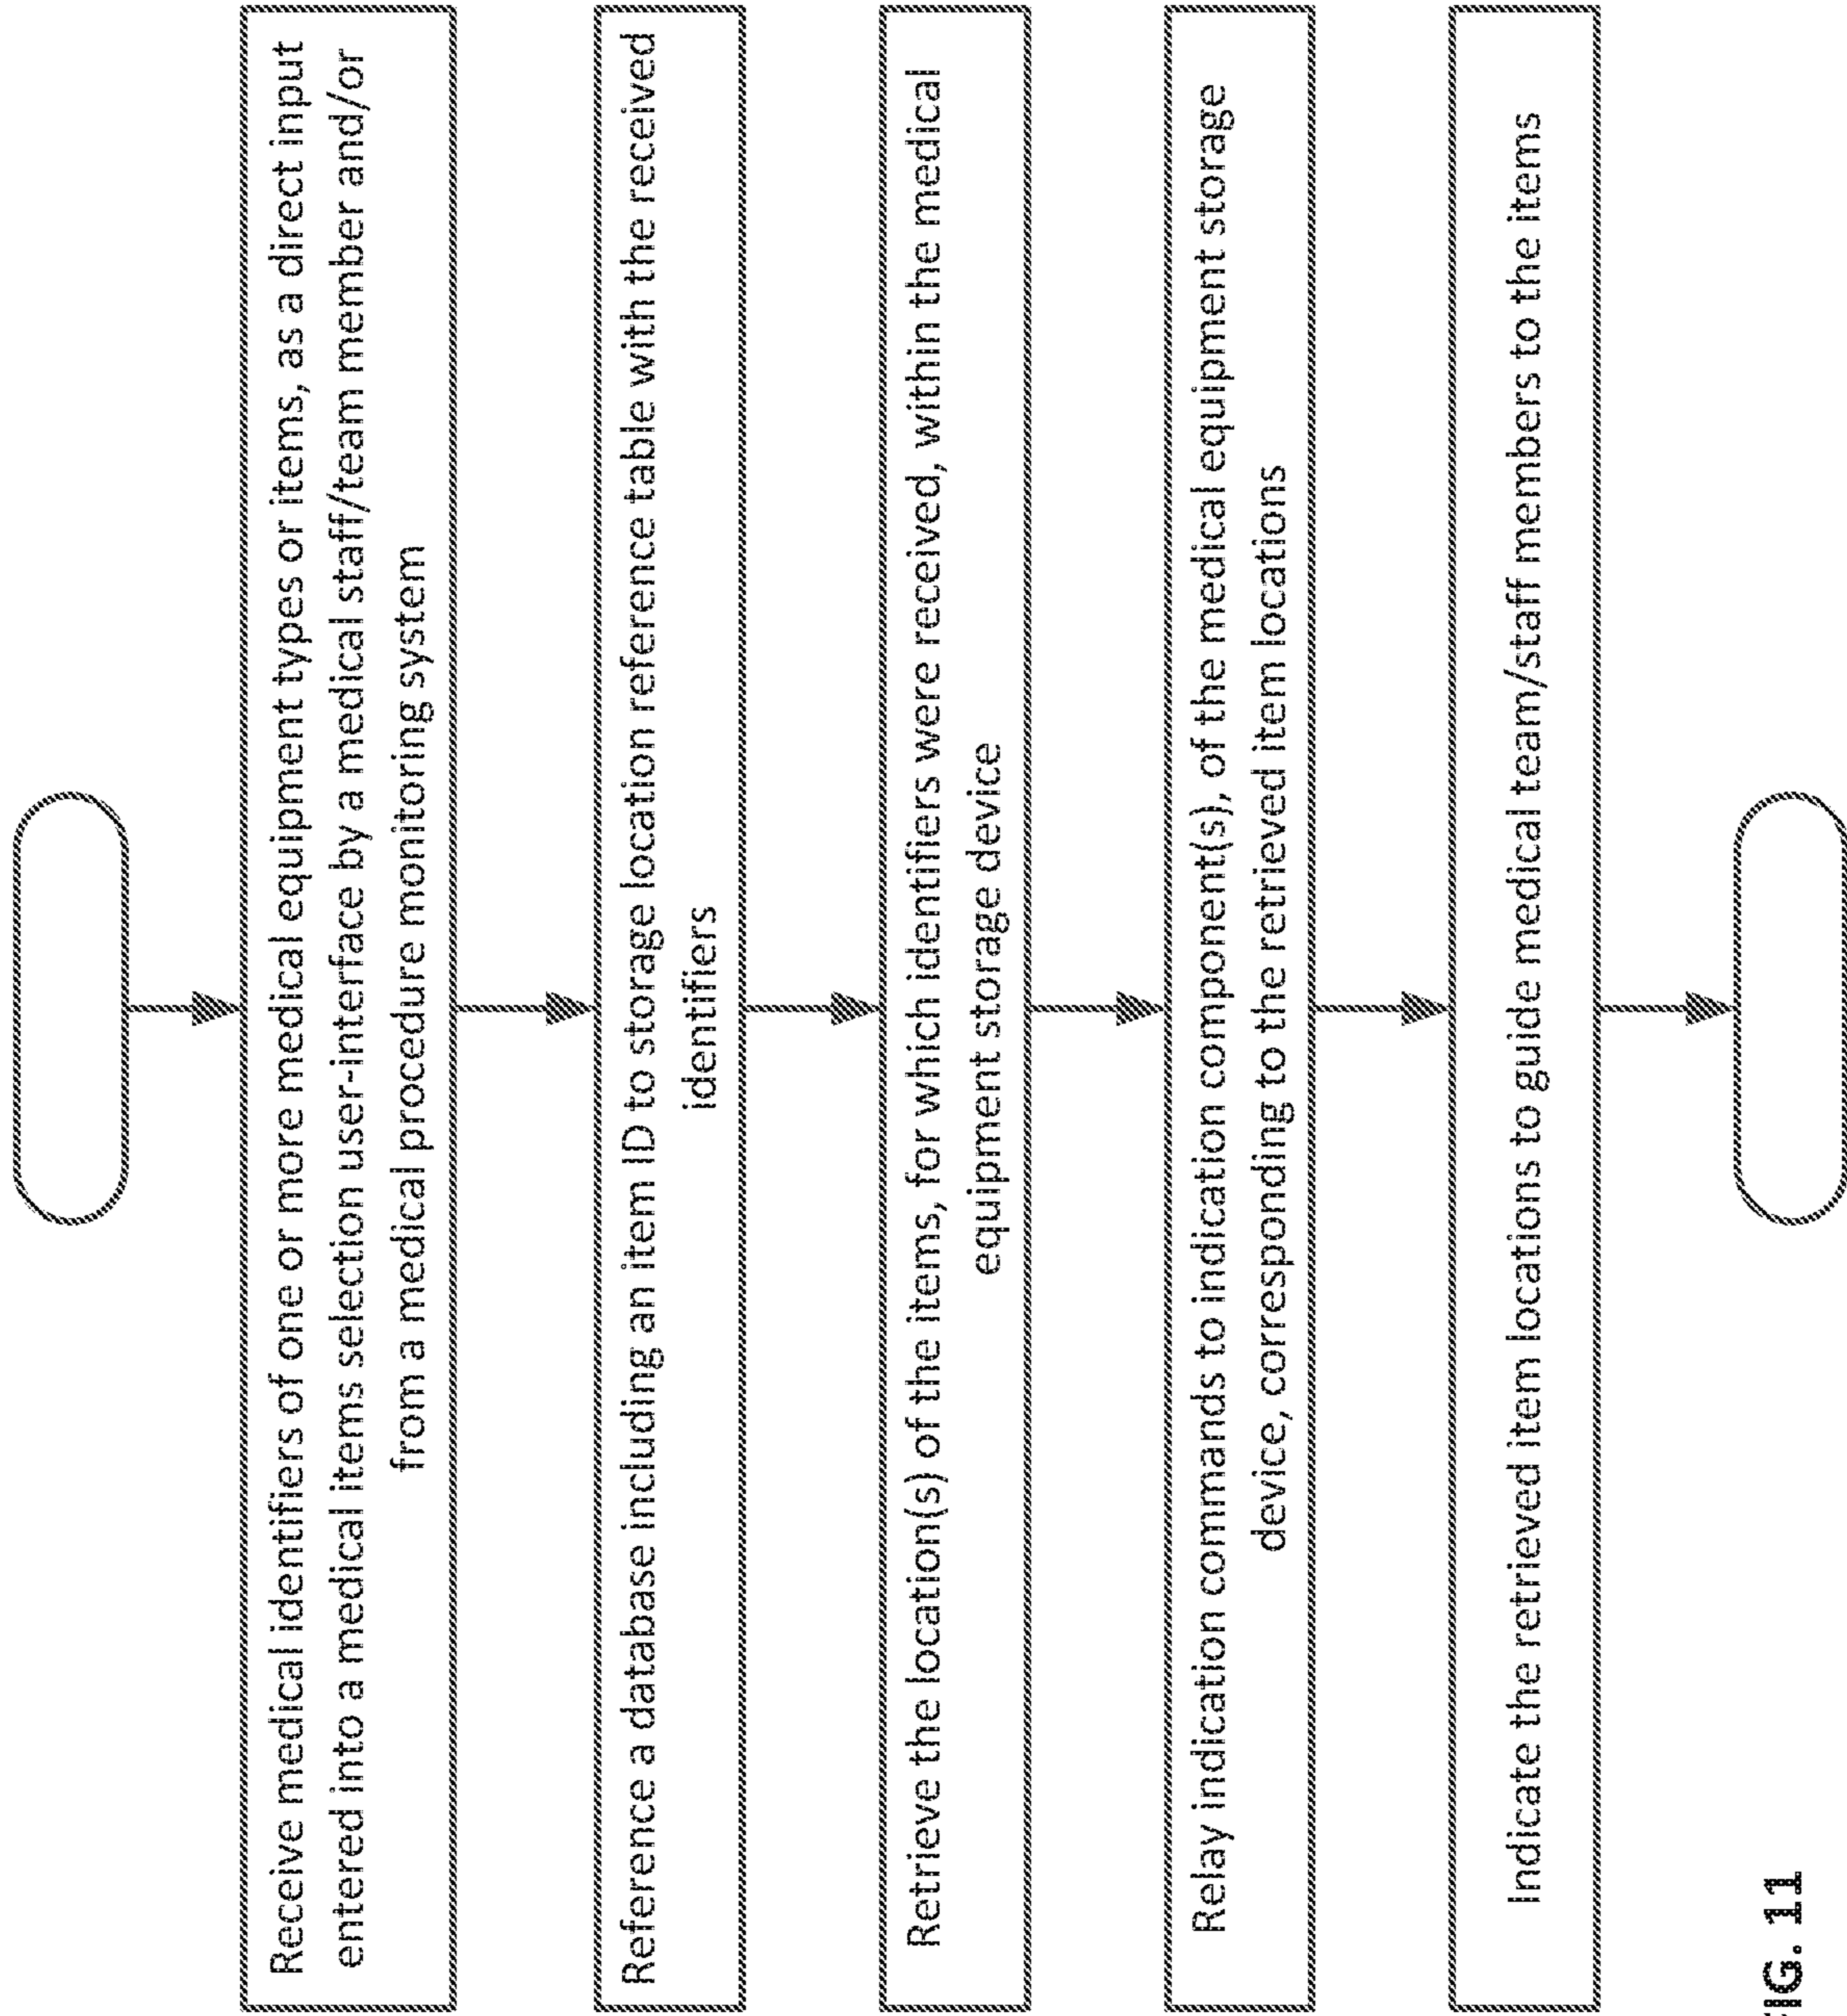 Receive medical identifiers of one or more medical equipment types or items, as a direct input
entered into a medical items selection user-interface by a medical staff/team member and/or
from a medical procedure monitoring system
Reference a database including an item ID to storage location reference table with the received
identifiers
Retrieve the location(s) of the items, for which identifiers were received, within the medical
equipment storage device
Relay indication commands to indication component(s), of the medical equipment storage
device, corresponding to the retrieved item locations
Indicate the retrieved item locations to guide medical team/staff members to the items
FIG. 11